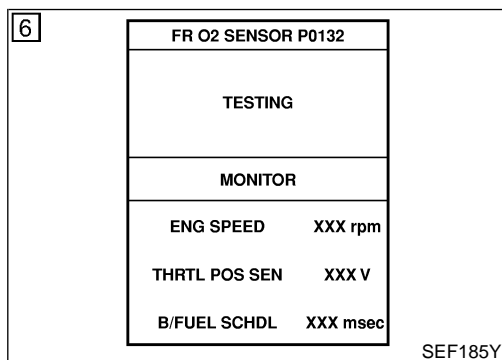 6
FR O2 SENSOR P0132
TESTING
MONITOR
ENG SPEED XXX rpm
THRTL POS SEN XXX V
B/FUEL SCHDL XXX msec
SEF185Y